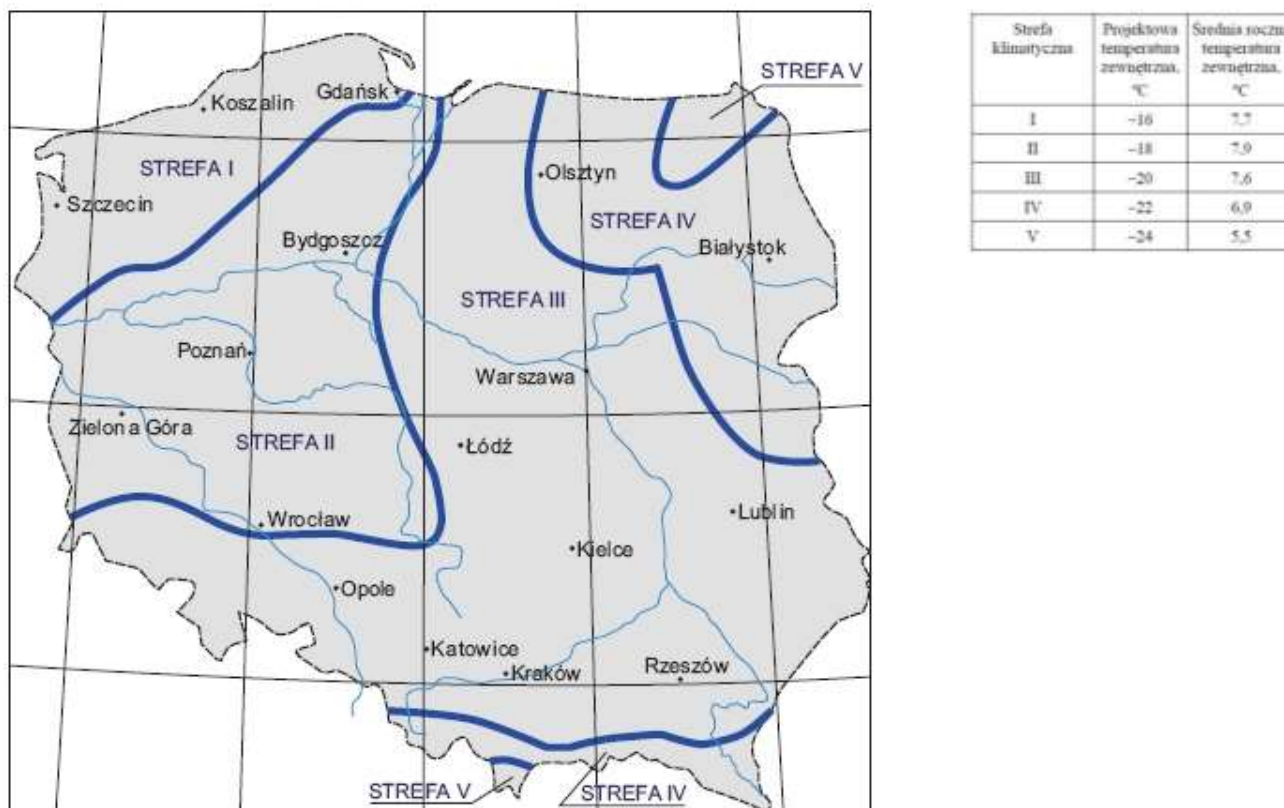 STREFA V
Gdańsk
Koszalin
STREFA I
Olsztyn
Szczecin
STREFA IV
Bydgoszcz
Białystok
STREFA III
Poznań
Warszawa
Zielona Góra
STREFA II
Łódź
Wrocław
Lublin
Kielce
Opole
Katowice
Kraków
Rzeszów
STREFA V
STREFA IV
Strefa Projektowa Średnia roczna
klimatyczna temperatura temperatura
zewnętrzna, zewnętrzna,
°C °C
I –16 7,7
II –18 7,9
III –20 7,6
IV –22 6,9
V –24 5,5